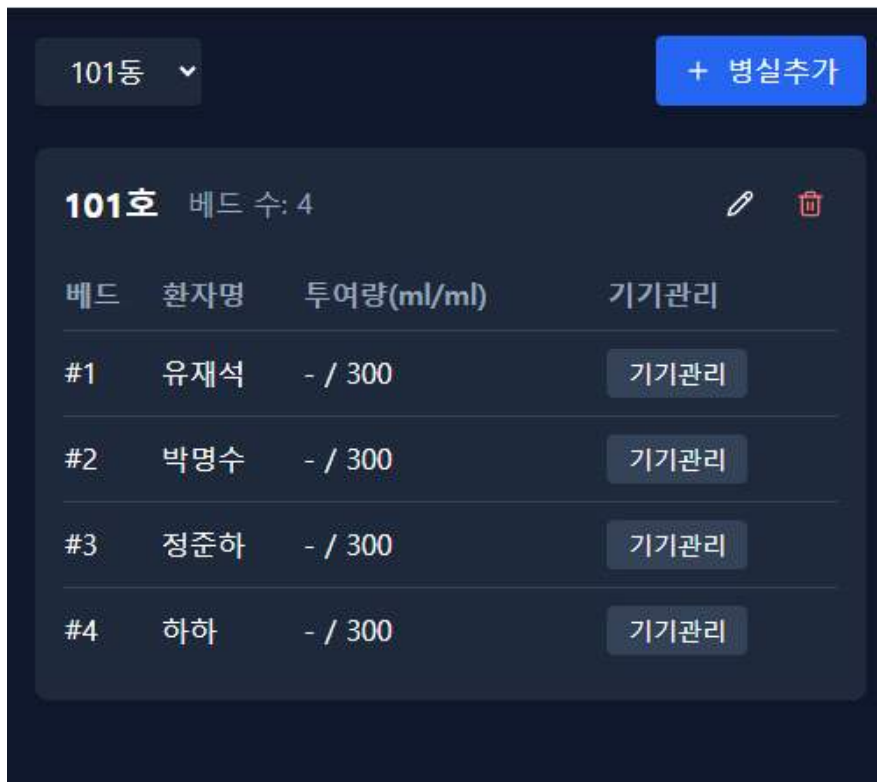 101동
+ 병실추가
101호 베드 수: 4
베드 환자명 투여량(ml/ml) 기기관리
#1 유재석 - / 300 기기관리
#2 박명수 - / 300 기기관리
#3 정준하 - / 300 기기관리
#4 하하 - / 300 기기관리